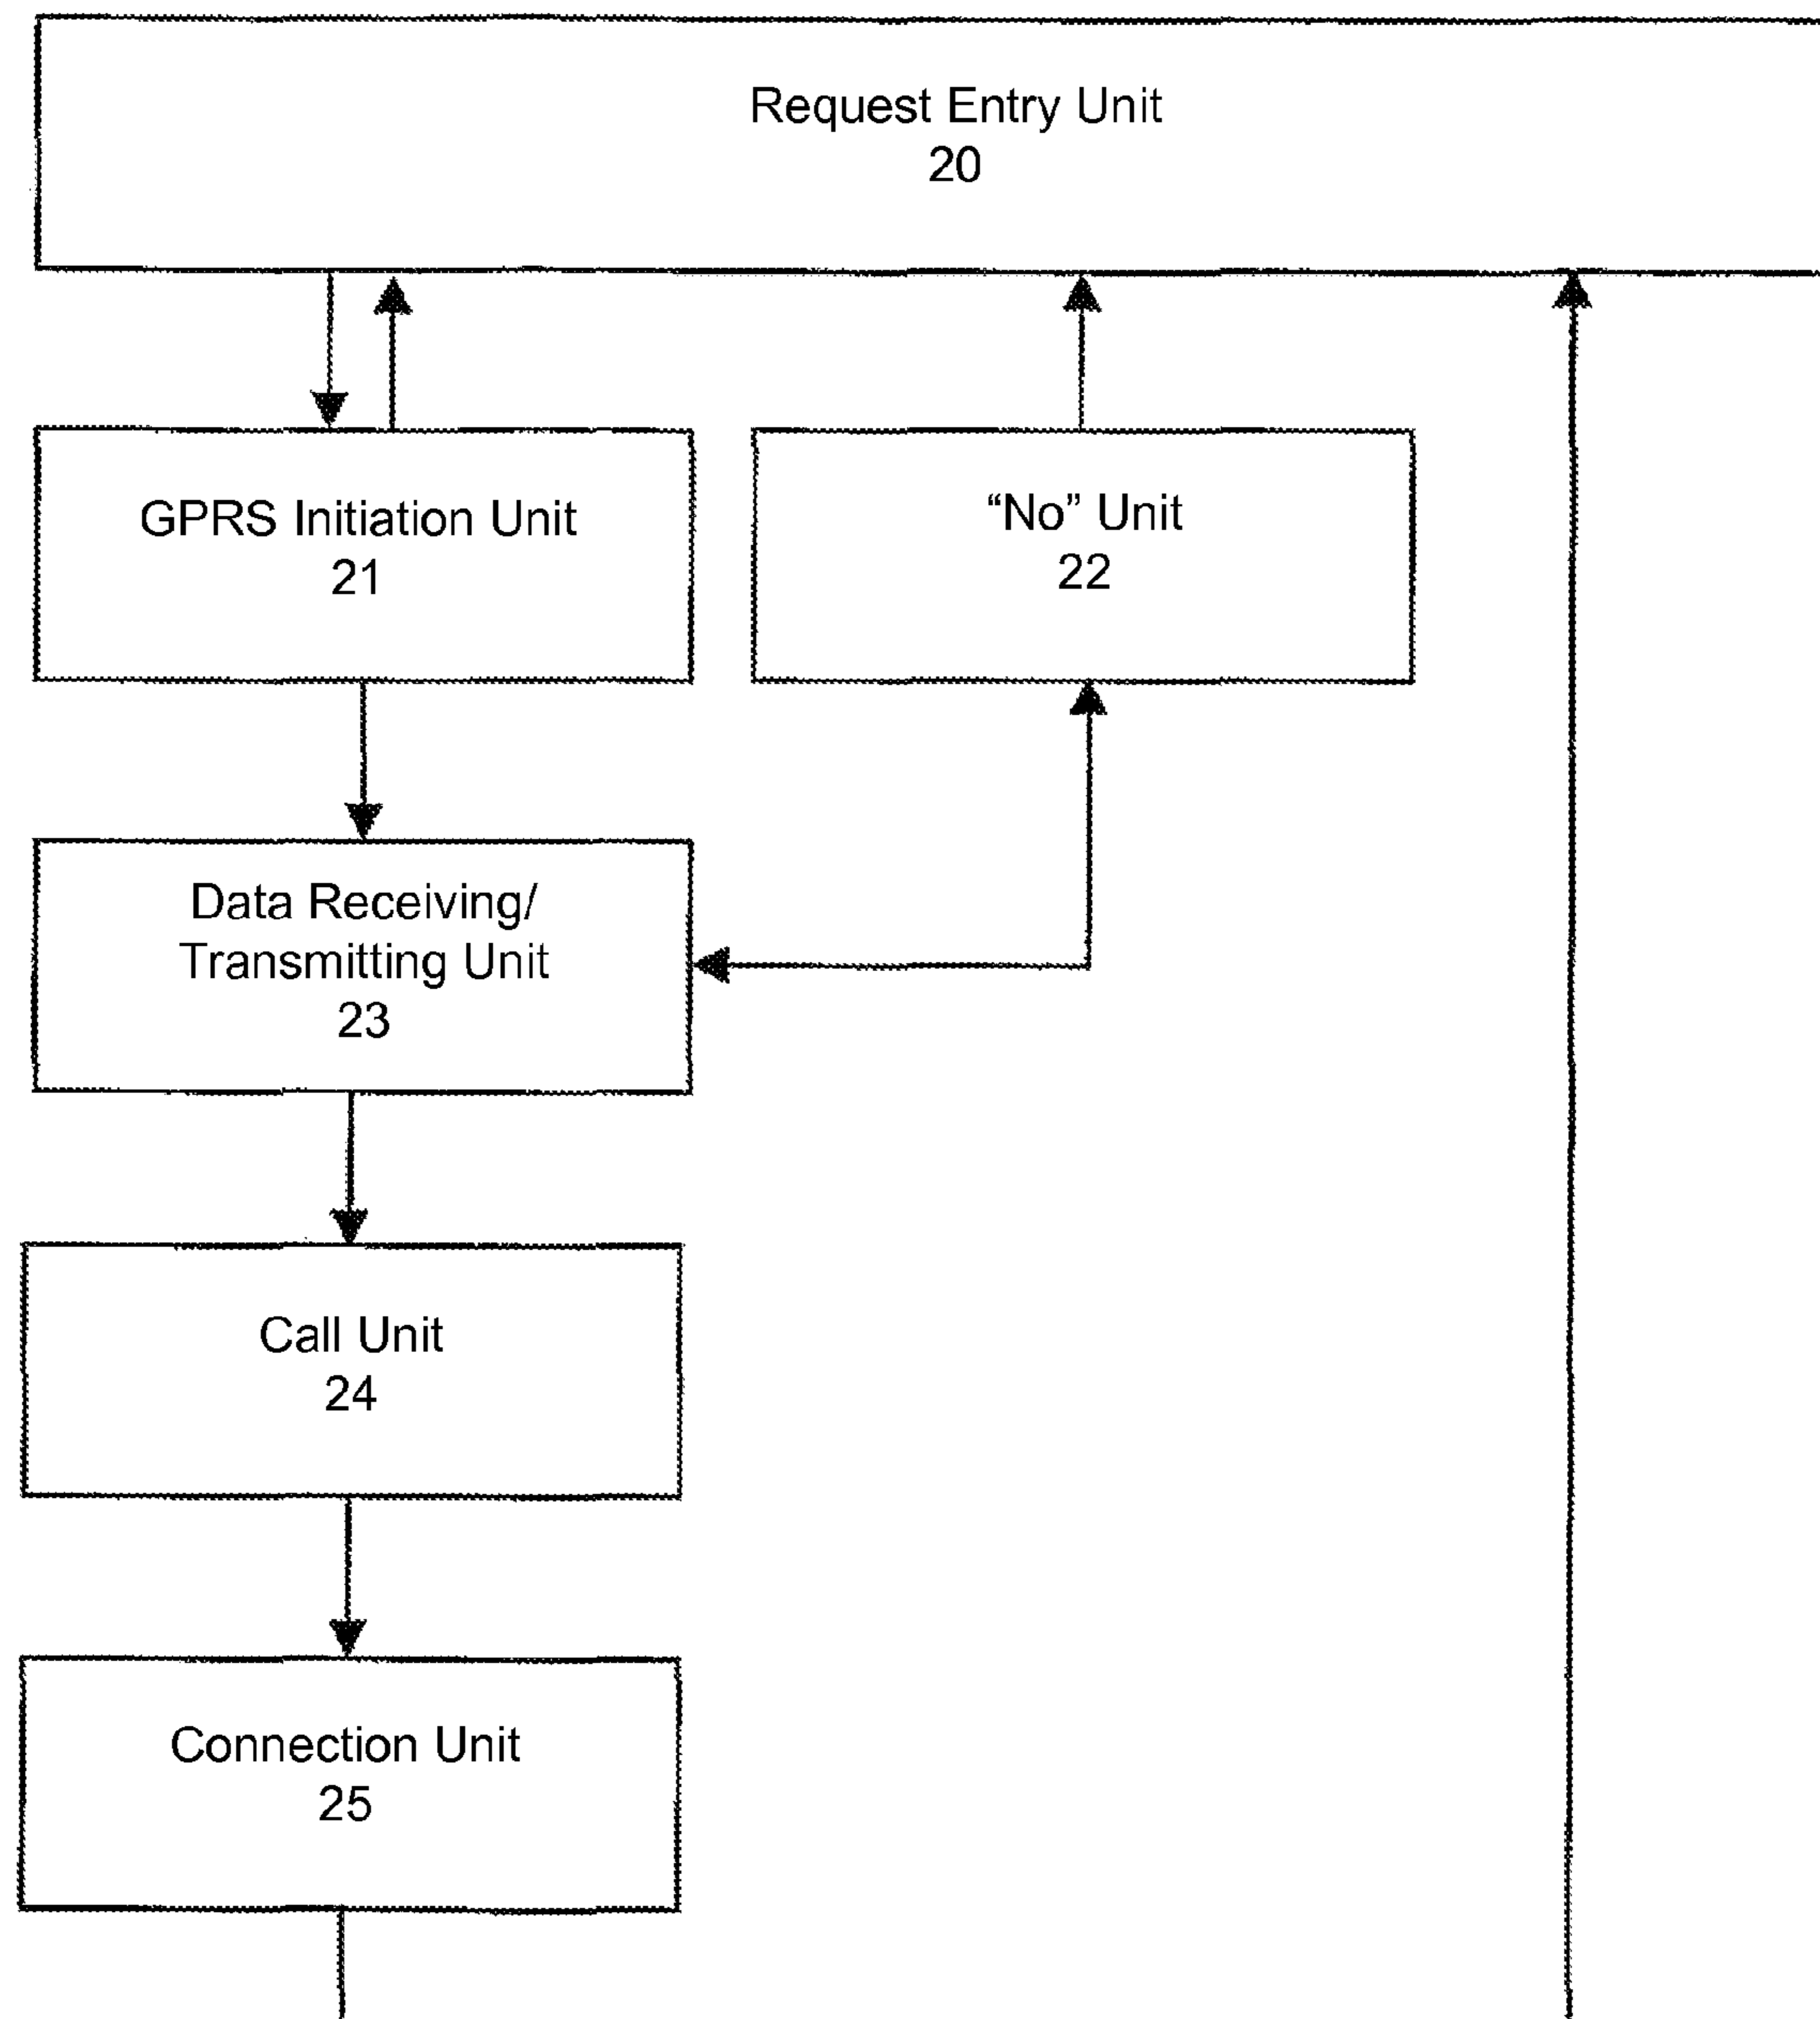 Request Entry Unit
20
GPRS Initiation Unit
21
“No” Unit
22
Data Receiving/
Transmitting Unit
23
Call Unit
24
Connection Unit
25